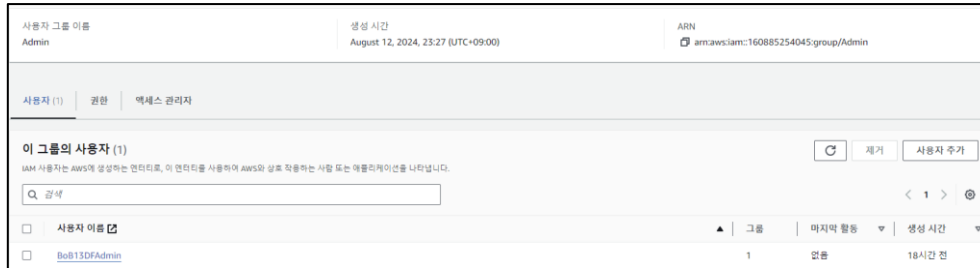 사용자 그룹 이름
Admin
생성 시간
August 12, 2024, 23:27 (UTC+09:00)
ARN
arn:aws:iam::160885254045:group/Admin
사용자 (1) 권한 액세스 관리자
이 그룹의 사용자 (1)
제거 사용자 추가
IAM 사용자는 AWS에 생성하는 엔터티로, 이 엔터티를 사용하여 AWS와 상호 작용하는 사람 또는 애플리케이션을 나타냅니다.
검색
1
사용자 이름 그룹 마지막 활동 생성 시간
BoB13DFAdmin 1 없음 18시간 전